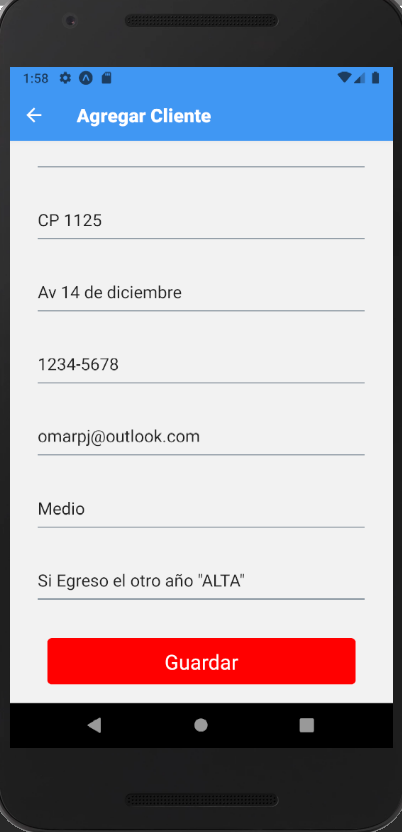 1:58
Agregar Cliente
CP 1125
Av 14 de diciembre
1234-5678
omarpj@outlook.com
Medio
Si Egreso el otro año "ALTA"
Guardar